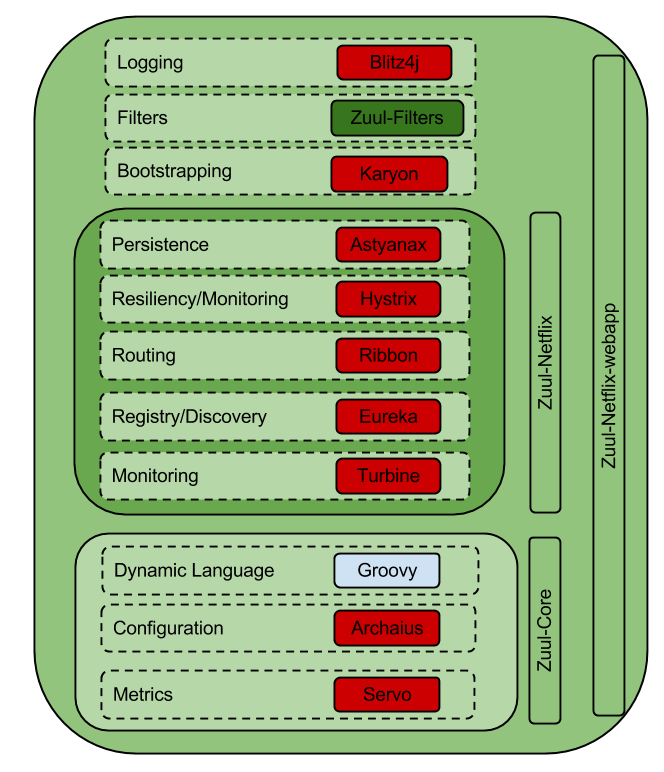 Logging Blitz4j
Filters Zuul-Filters
Bootstrapping Karyon
Persistence Astyanax
Resiliency/Monitoring Hystrix
Routing Ribbon
Registry/Discovery Eureka
Monitoring Turbine
Dynamic Language Groovy
Configuration Archaius
Metrics Servo
Zuul-Netflix
Zuul-Core
Zuul-Netflix-webapp